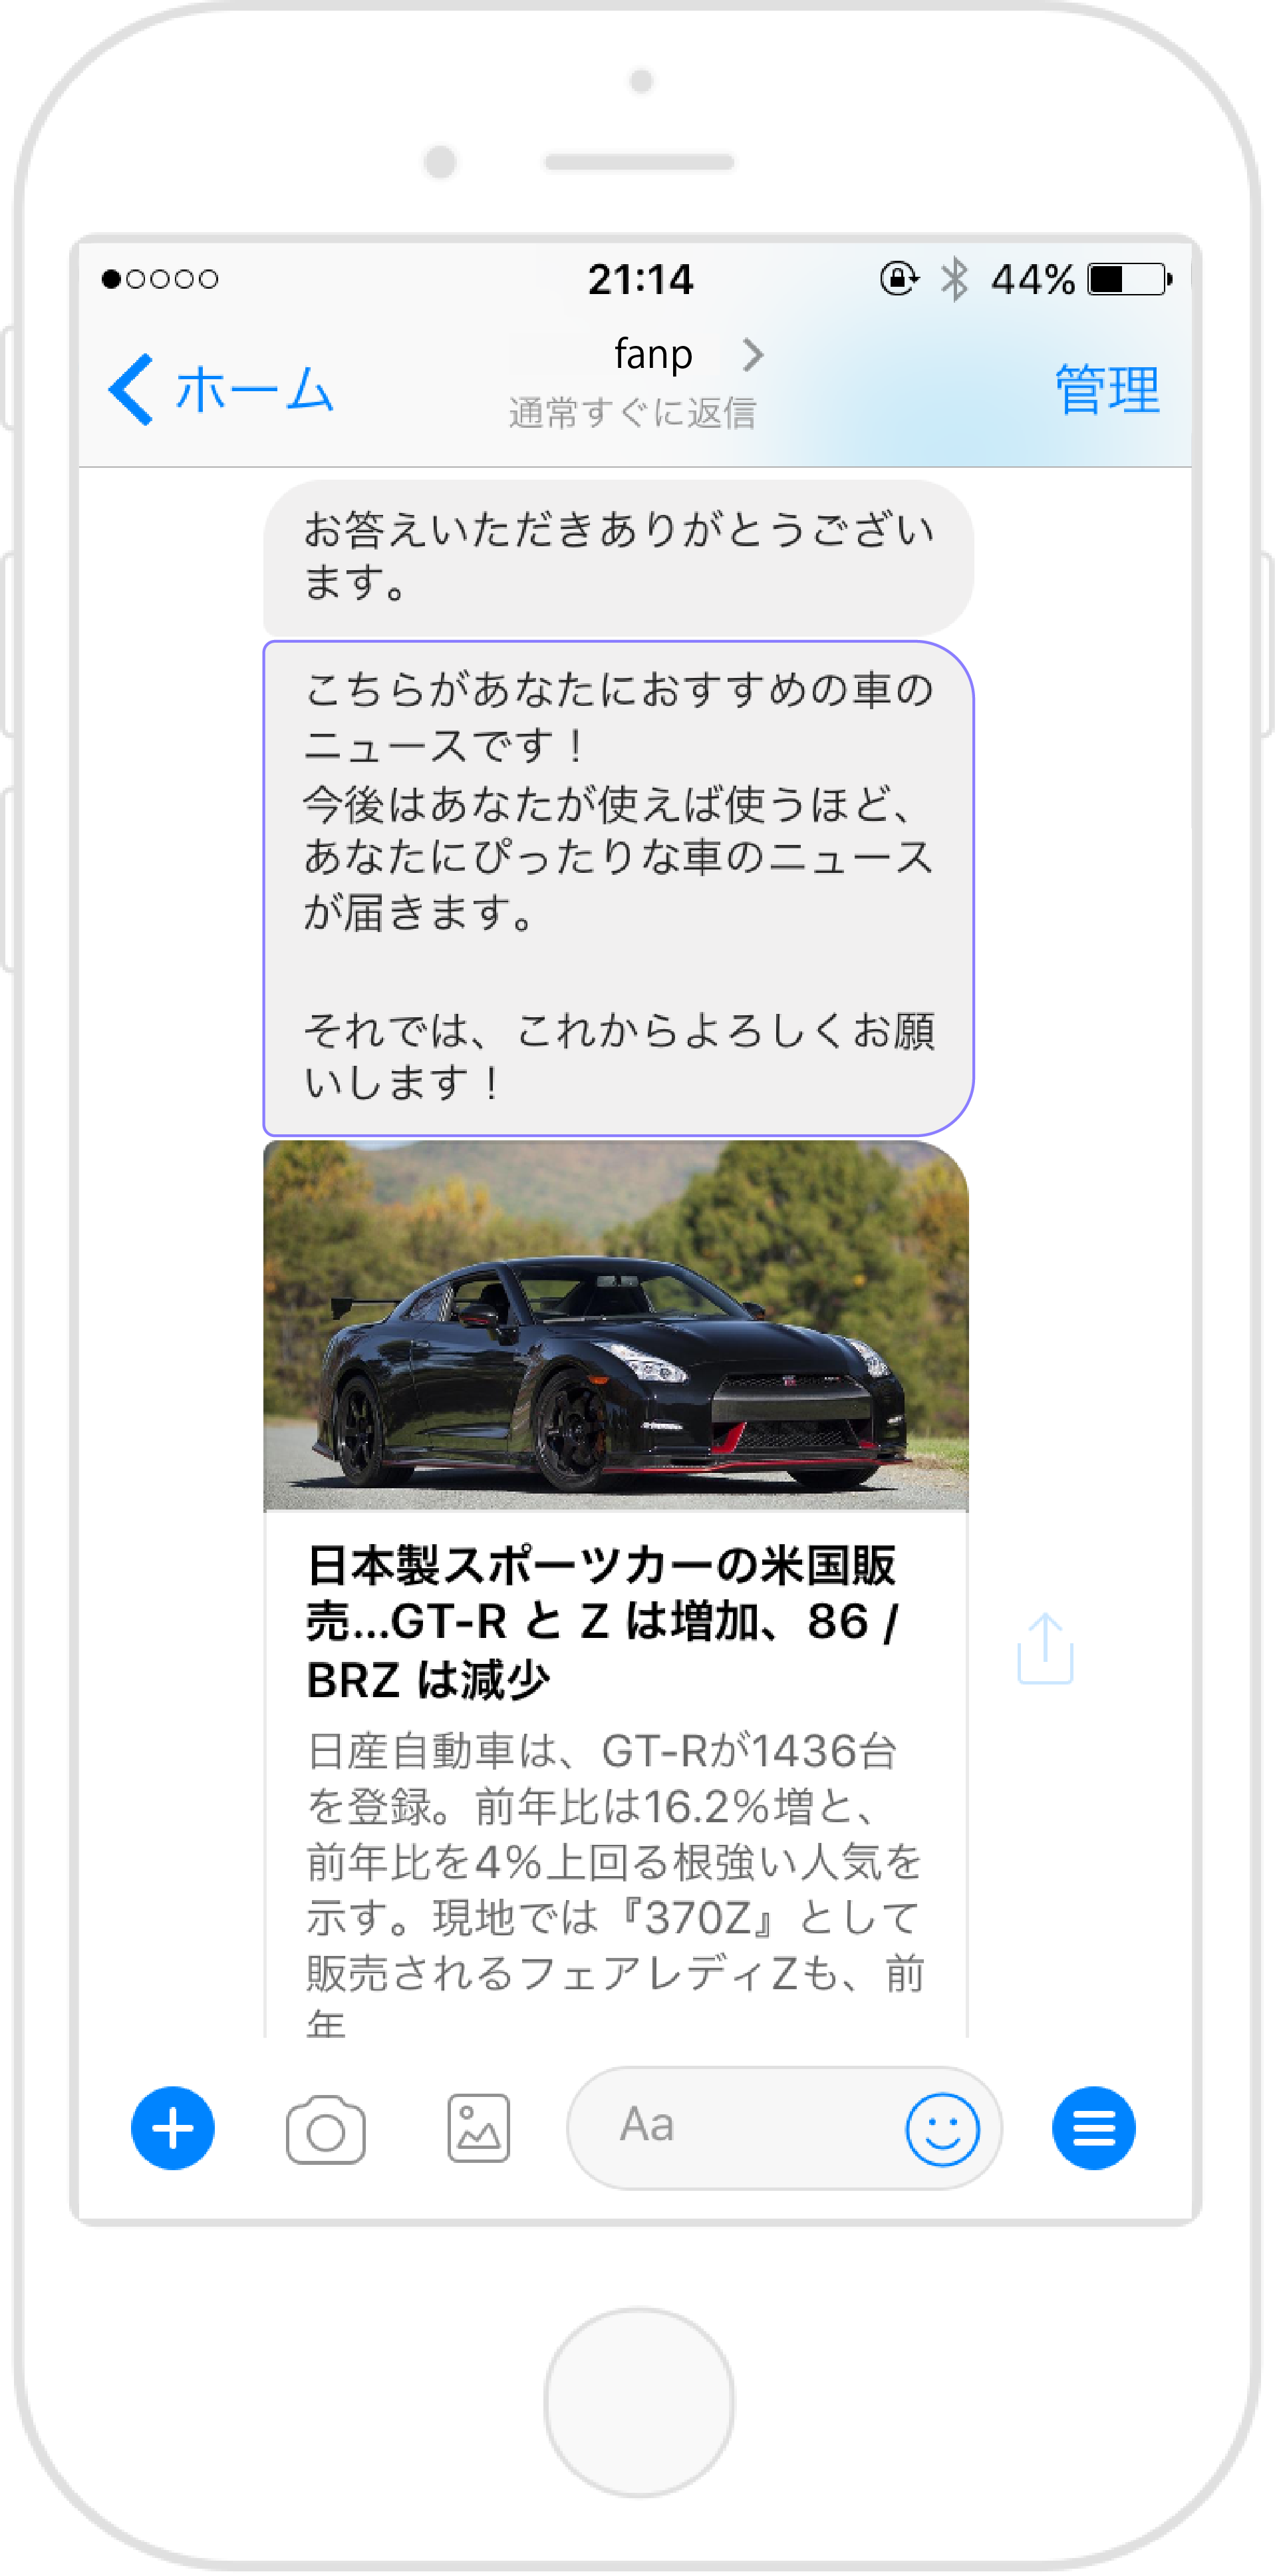 21:14
44%
ホーム
fanp
通常すぐに返信
管理
お答えいただきありがとうござい
ます。
こちらがあなたにおすすめの車の
ニュースです！
今後はあなたが使えば使うほど、
あなたにぴったりな車のニュース
が届きます。
それでは、これからよろしくお願
いします！
日本製スポーツカーの米国販
売...GT-R と Z は増加、86 /
BRZ は減少
日産自動車は、GT-Rが1436台
を登録。前年比は16.2%増と、
前年比を4%上回る根強い人気を
示す。現地では『370Z』として
販売されるフェアレディZも、前
年
Aa